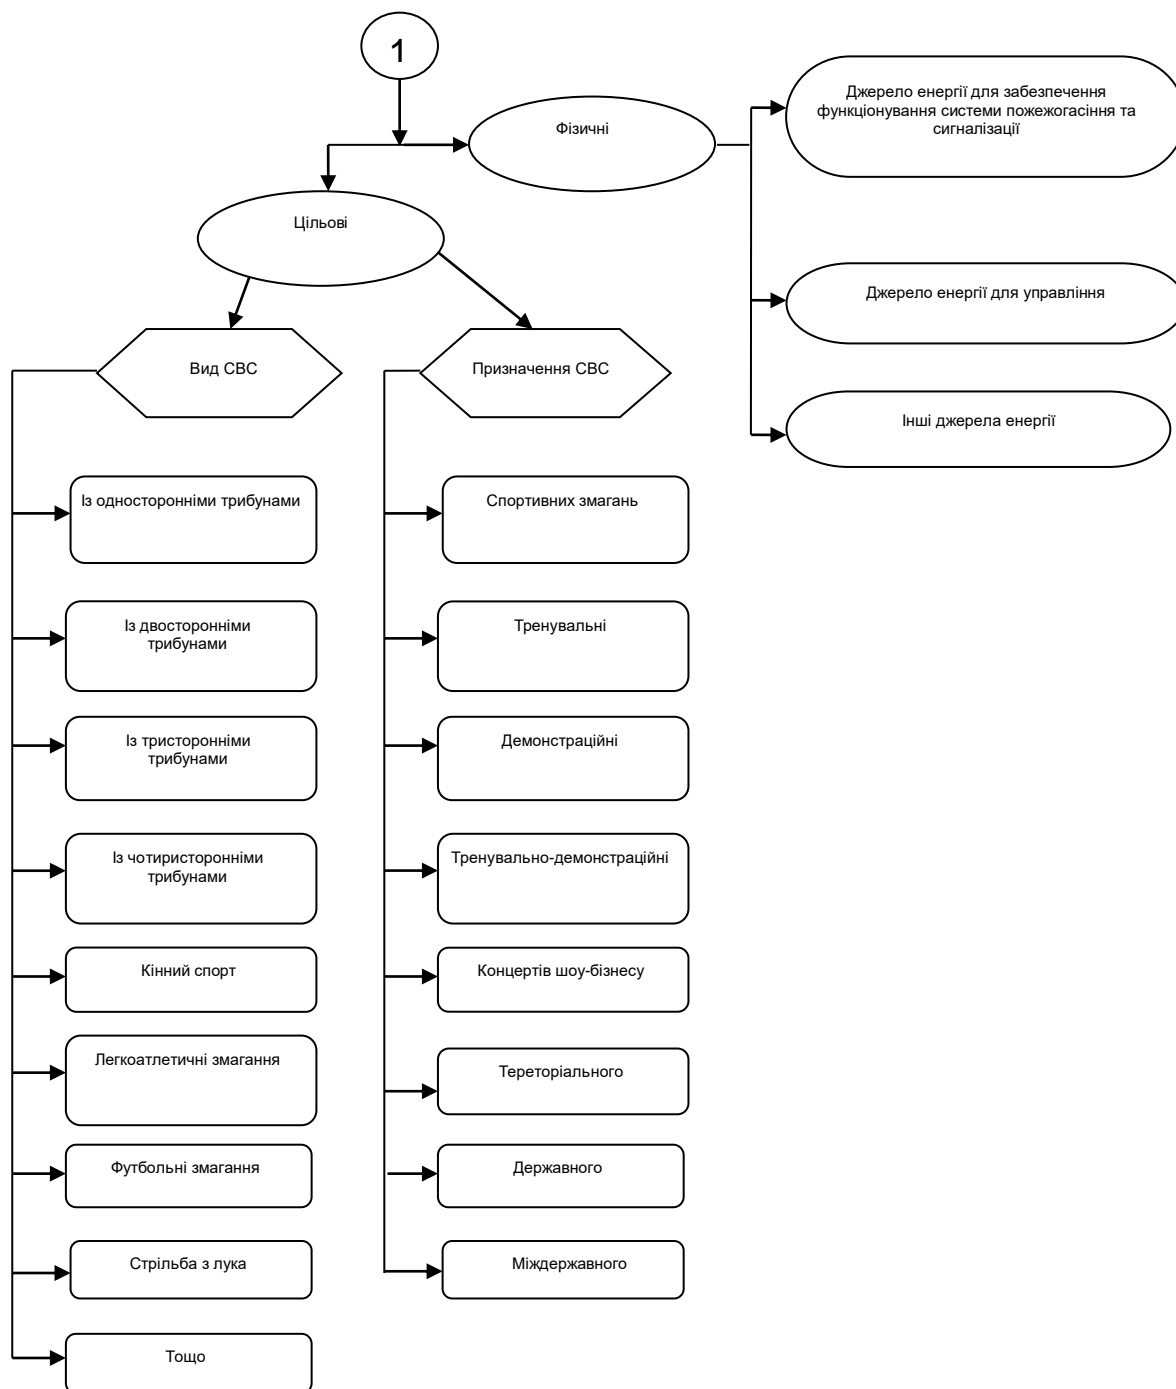 1
Фізичні
Джерело енергії для забезпечення
функціонування системи пожежогасіння та
сигналізації
Цільові
Джерело енергії для управління
Вид СВС
Призначення СВС
Інші джерела енергії
Із односторонніми трибунами
Спортивних змагань
Із двосторонніми
трибунами
Тренувальні
Із тристоронніми
трибунами
Демонстраційні
Із чотиристоронніми
трибунами
Тренувально-демонстраційні
Кінний спорт
Концертів шоу-бізнесу
Легкоатлетичні змагання
Тереторіального
Футбольні змагання
Державного
Стрільба з лука
Міждержавного
Тощо